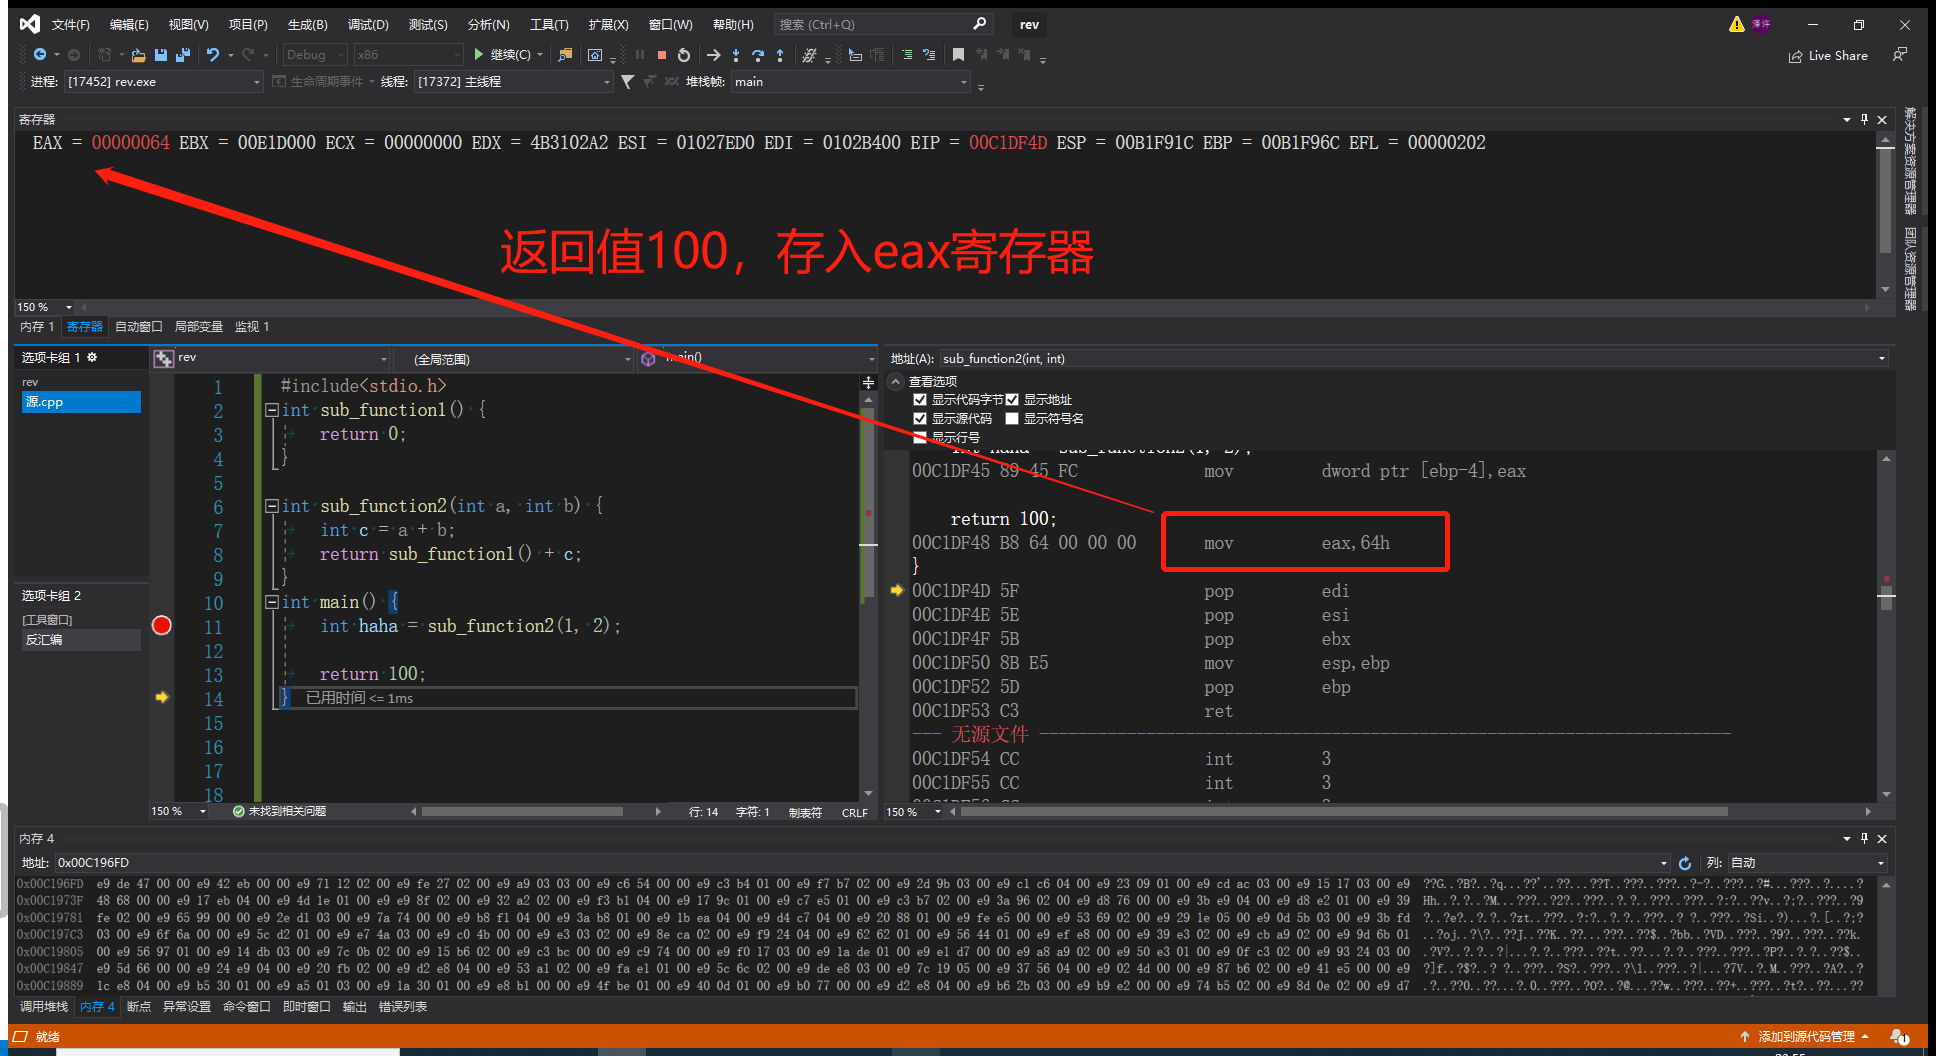 文件(F) 编辑(E) 视图(V) 项目(P) 生成(B) 调试(D) 测试(S) 分析(N) 工具(T) 扩展(X) 窗口(W) 帮助(H) 搜索 (Ctrl+Q) rev
Debug x86 继续(C) Live Share
进程: [17452] rev.exe 生命周期事件 线程: [17372] 主线程 堆栈帧: main
寄存器
EAX = 00000064 EBX = 00E1D000 ECX = 00000000 EDX = 4B3102A2 ESI = 01027ED0 EDI = 0102B400 EIP = 00C1DF4D ESP = 00B1F91C EBP = 00B1F96C EFL = 00000202
返回值100，存入eax寄存器
解决方案资源管理器
团队资源管理器
150 %
内存 1 寄存器 自动窗口 局部变量 监视 1
选项卡组 1
rev
源.cpp
选项卡组 2
[工具窗口]
反汇编
rev (全局范围) main()
1 #include<stdio.h>
2 int sub_function1() {
3 return 0;
4 }
5
6 int sub_function2(int a, int b) {
7 int c = a + b;
8 return sub_function1() + c;
9 }
10 int main() {
11 int haha = sub_function2(1, 2);
12
13 return 100;
14 } 已用时间 <= 1ms
15
16
17
18
150 % 未找到相关问题 行: 14 字符: 1 制表符 CRLF
地址(A): sub_function2(int, int)
查看选项
显示代码字节 显示地址
显示源代码 显示符号名
显示行号
int haha = sub_function2(1, 2);
00C1DF45 89 45 FC mov dword ptr [ebp-4],eax
return 100;
00C1DF48 B8 64 00 00 00 mov eax,64h
}
00C1DF4D 5F pop edi
00C1DF4E 5E pop esi
00C1DF4F 5B pop ebx
00C1DF50 8B E5 mov esp,ebp
00C1DF52 5D pop ebp
00C1DF53 C3 ret
--- 无源文件 ---
00C1DF54 CC int 3
00C1DF55 CC int 3
150 %
内存 4
地址: 0x00C196FD 列: 自动
0x00C196FD e9 de 47 00 00 e9 42 eb 00 00 e9 71 12 02 00 e9 fe 27 02 00 e9 a9 03 03 00 e9 c6 54 00 00 e9 c3 b4 01 00 e9 f7 b7 02 00 e9 2d 9b 03 00 e9 c1 c6 04 00 e9 23 09 01 00 e9 cd ac 03 00 e9 15 17 03 00 e9
0x00C1973F 48 68 00 00 e9 17 eb 04 00 e9 4d 1e 01 00 e9 8f 02 00 e9 32 a2 02 00 e9 f3 b1 04 00 e9 17 9c 01 00 e9 c7 e5 01 00 e9 c3 b7 02 00 e9 3a 96 02 00 e9 d8 76 00 00 e9 3b e9 04 00 e9 d8 e2 01 00 e9 39
0x00C19781 fe 02 00 e9 65 99 00 00 e9 2e d1 03 00 e9 7a 74 00 00 e9 b8 f1 04 00 e9 3a b8 01 00 e9 1b ea 04 00 e9 d4 c7 04 00 e9 20 88 01 00 e9 fe e5 00 00 e9 53 69 02 00 e9 29 1e 05 00 e9 0d 5b 03 00 e9 3b fd
0x00C197C3 03 00 e9 6f 6a 00 00 e9 5c d2 01 00 e9 e7 4a 03 00 e9 c0 4b 00 00 e9 e3 03 02 00 e9 8e ca 02 00 e9 f9 24 04 00 e9 62 62 01 00 e9 56 44 01 00 e9 ef e8 00 00 e9 39 e3 02 00 e9 cb a9 02 00 e9 9d 6b 01
0x00C19805 00 e9 56 97 01 00 e9 14 db 03 00 e9 7c 0b 02 00 e9 15 b6 02 00 e9 c3 bc 00 00 e9 c9 74 00 00 e9 f0 17 03 00 e9 1a de 01 00 e9 e1 d7 00 00 e9 a8 a9 02 00 e9 50 e3 01 00 e9 0f c3 02 00 e9 93 24 03 00
0x00C19847 e9 5d 66 00 00 e9 24 e9 04 00 e9 20 fb 02 00 e9 d2 e8 04 00 e9 53 a1 02 00 e9 fa e1 01 00 e9 5c 6c 02 00 e9 de e8 03 00 e9 7c 19 05 00 e9 37 56 04 00 e9 02 4d 00 00 e9 87 b6 02 00 e9 41 e5 00 00 e9
0x00C19889 1c e8 04 00 e9 b5 30 01 00 e9 a5 01 03 00 e9 1a 30 01 00 e9 e8 b1 00 00 e9 4f be 01 00 e9 40 0d 01 00 e9 b0 77 00 00 e9 d2 e8 04 00 e9 b6 2b 03 00 e9 b9 e2 00 00 e9 74 b5 02 00 e9 8d 0e 02 00 e9 d7
调用堆栈 内存 4 断点 异常设置 命令窗口 即时窗口 输出 错误列表
就绪 添加到源代码管理 1